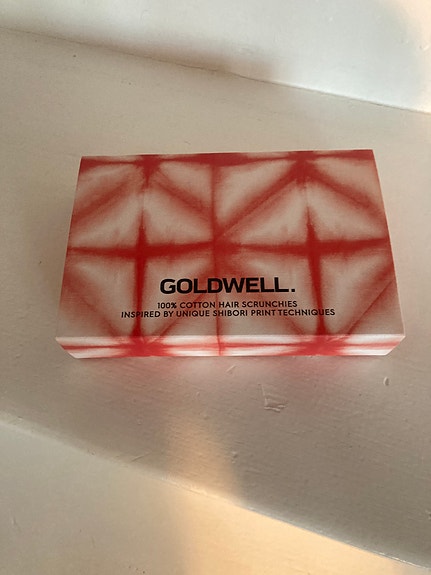 GOLDWELL.
100% COTTON HAIR SCRUNCHIES
INSPIRED BY UNIQUE SHIBORI PRINT TECHNIQUES